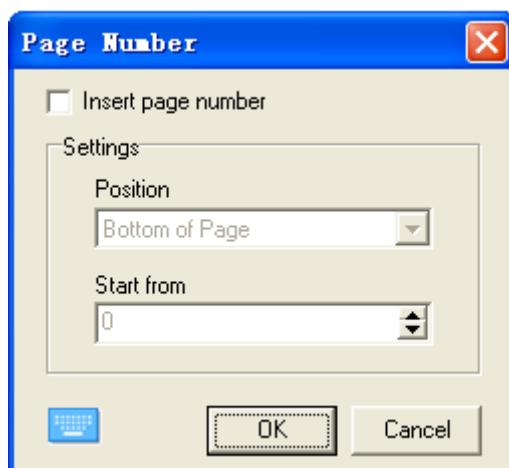 Page Number
Insert page number
Settings
Position
Bottom of Page
Start from
0
OK
Cancel